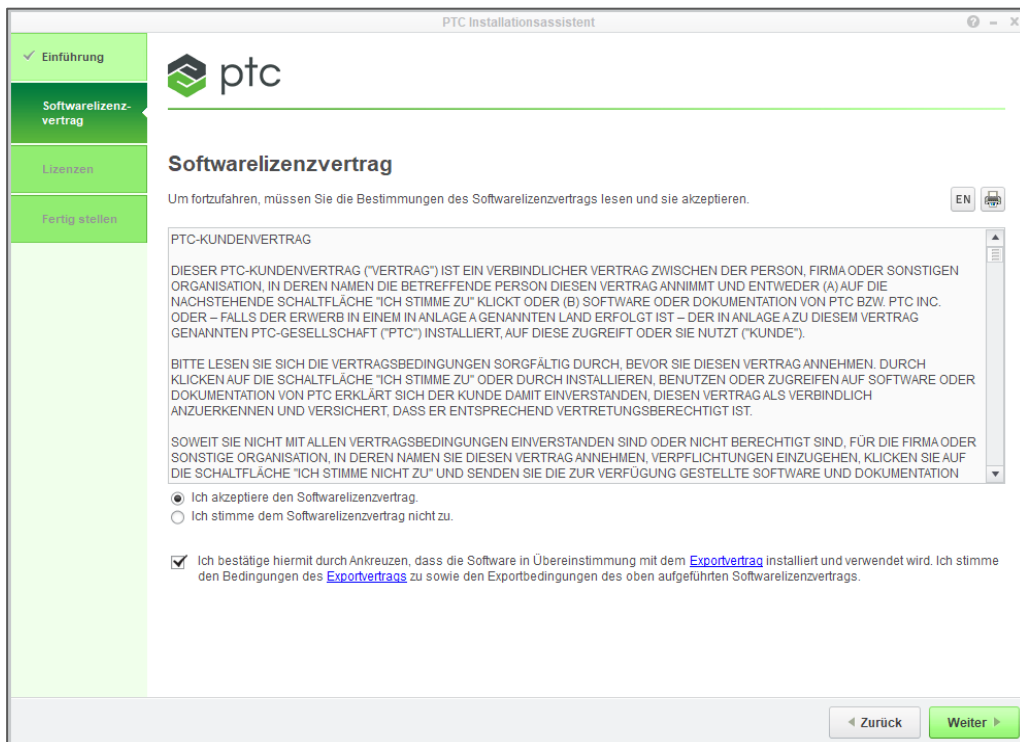 PTC Installationsassistent
Einführung
Softwarelizenz-
vertrag
Lizenzen
Fertig stellen
ptc
Softwarelizenzvertrag
Um fortzufahren, müssen Sie die Bestimmungen des Softwarelizenzvertrags lesen und sie akzeptieren.
EN
PTC-KUNDENVERTRAG
DIESER PTC-KUNDENVERTRAG ("VERTRAG") IST EIN VERBINDLICHER VERTRAG ZWISCHEN DER PERSON, FIRMA ODER SONSTIGEN
ORGANISATION, IN DEREN NAMEN DIE BETREFFENDE PERSON DIESEN VERTRAG ANNIMMT UND ENTWEDER (A) AUF DIE
NACHSTEHENDE SCHALTFLÄCHE "ICH STIMME ZU" KLICKT ODER (B) SOFTWARE ODER DOKUMENTATION VON PTC BZW. PTC INC.
ODER – FALLS DER ERWERB IN EINEM IN ANLAGE A GENANNTEN LAND ERFOLGT IST – DER IN ANLAGE A ZU DIESEM VERTRAG
GENANNTEN PTC-GESELLSCHAFT ("PTC") INSTALLIERT, AUF DIESE ZUGREIFT ODER SIE NUTZT ("KUNDE").
BITTE LESEN SIE SICH DIE VERTRAGSBEDINGUNGEN SORGFÄLTIG DURCH, BEVOR SIE DIESEN VERTRAG ANNEHMEN. DURCH
KLICKEN AUF DIE SCHALTFLÄCHE "ICH STIMME ZU" ODER DURCH INSTALLIEREN, BENUTZEN ODER ZUGREIFEN AUF SOFTWARE ODER
DOKUMENTATION VON PTC ERKLÄRT SICH DER KUNDE DAMIT EINVERSTANDEN, DIESEN VERTRAG ALS VERBINDLICH
ANZUERKENNEN UND VERSICHERT, DASS ER ENTSPRECHEND VERTRETUNGSBERECHTIGT IST.
SOWEIT SIE NICHT MIT ALLEN VERTRAGSBEDINGUNGEN EINVERSTANDEN SIND ODER NICHT BERECHTIGT SIND, FÜR DIE FIRMA ODER
SONSTIGE ORGANISATION, IN DEREN NAMEN SIE DIESEN VERTRAG ANNEHMEN, VERPFLICHTUNGEN EINZUGEHEN, KLICKEN SIE AUF
DIE SCHALTFLÄCHE "ICH STIMME NICHT ZU" UND SENDEN SIE DIE ZUR VERFÜGUNG GESTELLTE SOFTWARE UND DOKUMENTATION
Ich akzeptiere den Softwarelizenzvertrag.
Ich stimme dem Softwarelizenzvertrag nicht zu.
Ich bestätige hiermit durch Ankreuzen, dass die Software in Übereinstimmung mit dem Exportvertrag installiert und verwendet wird. Ich stimme
den Bedingungen des Exportvertrags zu sowie den Exportbedingungen des oben aufgeführten Softwarelizenzvertrags.
Zurück
Weiter